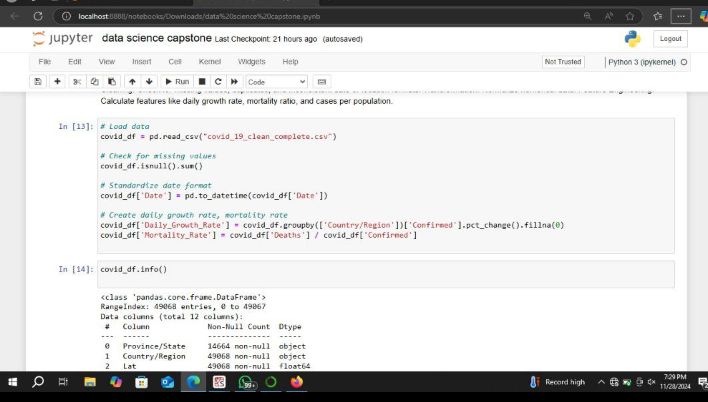 localhost:8888/notebooks/Downloads/data%20science%20capstone.ipynb
jupyter data science capstone Last Checkpoint: 21 hours ago (autosaved)
Logout
File Edit View Insert Cell Kernel Widgets Help
Not Trusted
Python 3 (ipykernel)
Run
Code
Calculate features like daily growth rate, mortality ratio, and cases per population.
In [13]:
# Load data
covid_df = pd.read_csv("covid_19_clean_complete.csv")
# Check for missing values
covid_df.isnull().sum()
# Standardize date format
covid_df['Date'] = pd.to_datetime(covid_df['Date'])
# Create daily growth rate, mortality rate
covid_df['Daily_Growth_Rate'] = covid_df.groupby(['Country/Region'])['Confirmed'].pct_change().fillna(0)
covid_df['Mortality_Rate'] = covid_df['Deaths'] / covid_df['Confirmed']
In [14]:
covid_df.info()
<class 'pandas.core.frame.DataFrame'>
RangeIndex: 49068 entries, 0 to 49067
Data columns (total 12 columns):
# Column Non-Null Count Dtype
--- ------ -------------- -----
0 Province/State 14664 non-null object
1 Country/Region 49068 non-null object
2 Lat 49068 non-null float64
99+
Record high
7:29 PM
11/28/2024